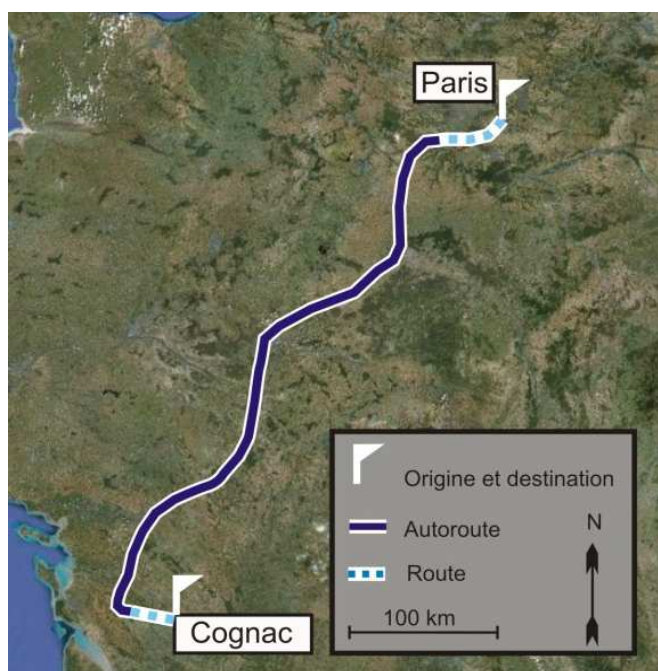 Paris
Origine et destination
Autoroute
N
Route
100 km
Cognac